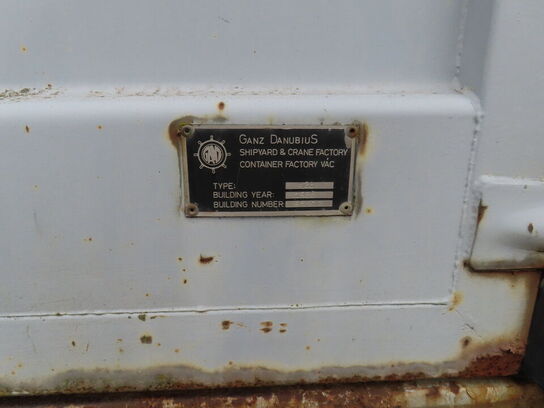 GANZ DANUBIUS
SHIPYARD & CRANE FACTORY
CONTAINER FACTORY VÁC
TYPE:
BUILDING YEAR:
BUILDING NUMBER